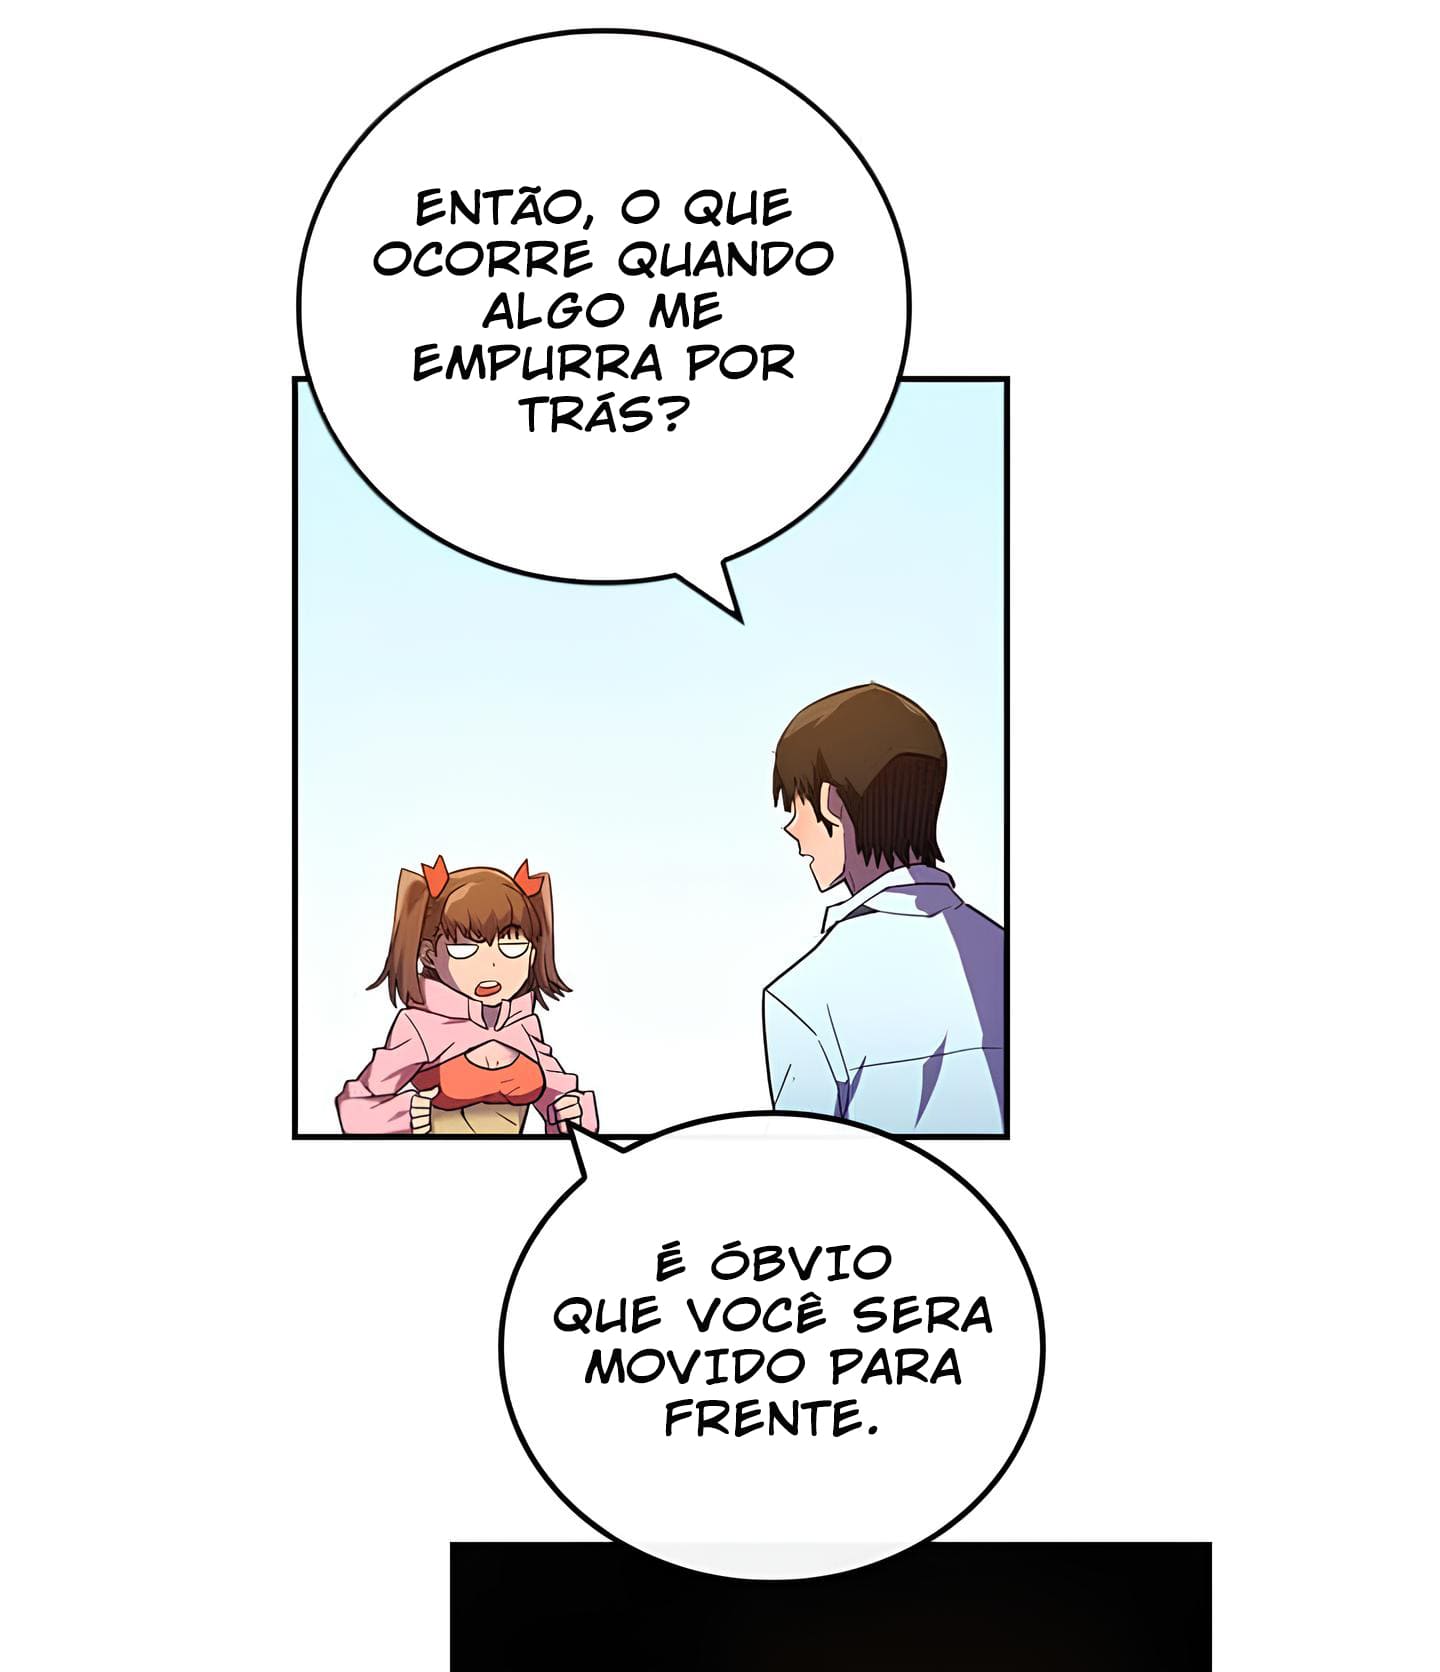 ENTÃO, O QUE
OCORRE QUANDO
ALGO ME
EMPURRA POR
TRÁS?
É ÓBVIO
QUE VOCÊ SERA
MOVIDO PARA
FRENTE.